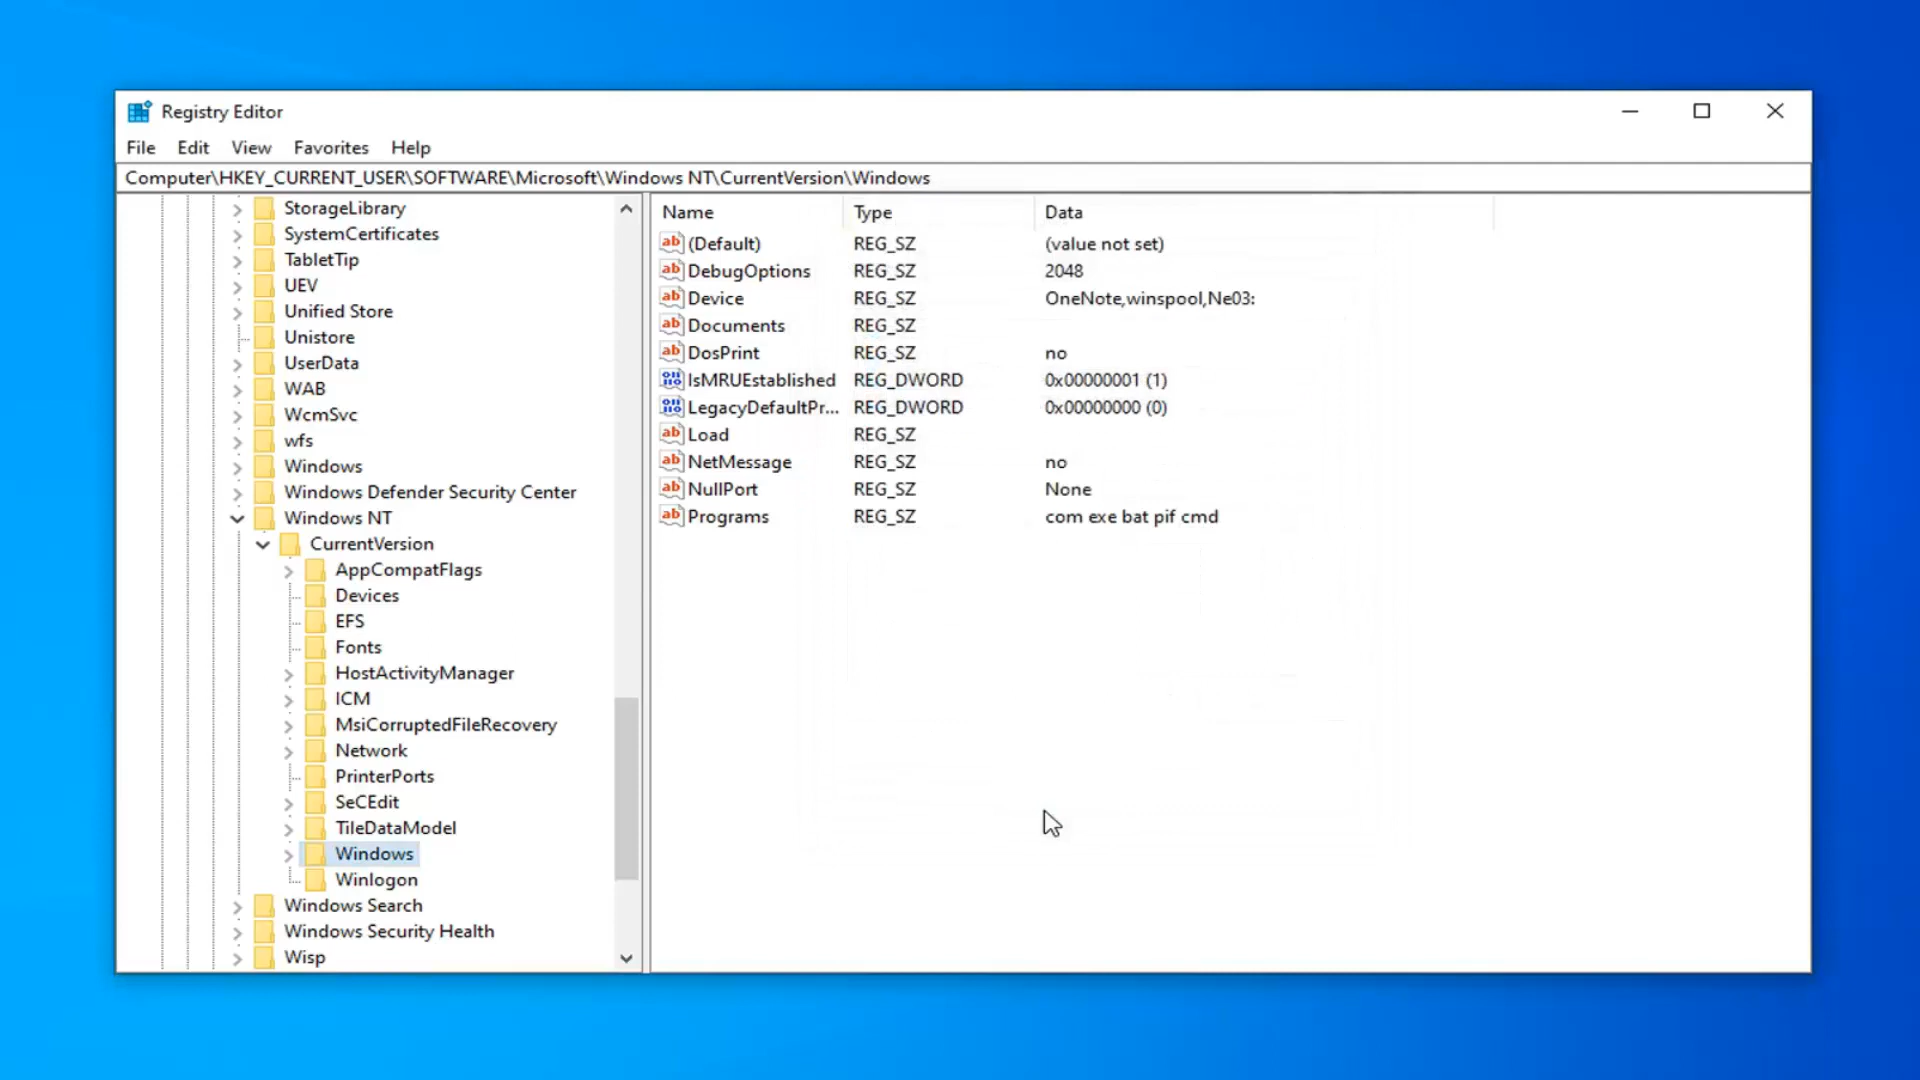 Registry Editor
File Edit View Favorites Help
Computer\HKEY_CURRENT_USER\SOFTWARE\Microsoft\Windows NT\CurrentVersion\Windows
StorageLibrary
SystemCertificates
TabletTip
UEV
Unified Store
Unistore
UserData
WAB
WcmSvc
wfs
Windows
Windows Defender Security Center
Windows NT
CurrentVersion
AppCompatFlags
Devices
EFS
Fonts
HostActivityManager
ICM
MsiCorruptedFileRecovery
Network
PrinterPorts
SeCEdit
TileDataModel
Windows
Winlogon
Windows Search
Windows Security Health
Wisp
Name Type Data
(Default) REG_SZ (value not set)
DebugOptions REG_SZ 2048
Device REG_SZ OneNote,winspool,Ne03:
Documents REG_SZ
DosPrint REG_SZ no
IsMRUEstablished REG_DWORD 0x00000001 (1)
LegacyDefaultPr... REG_DWORD 0x00000000 (0)
Load REG_SZ
NetMessage REG_SZ no
NullPort REG_SZ None
Programs REG_SZ com exe bat pif cmd